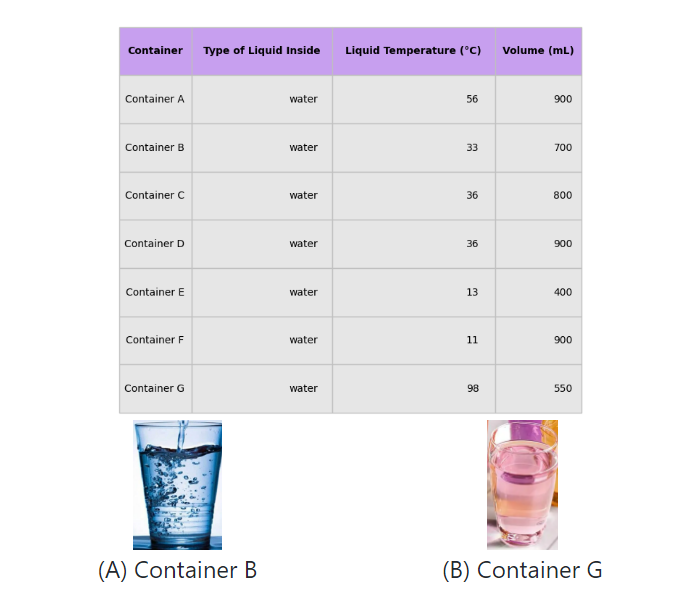 Container Type of Liquid Inside Liquid Temperature (°C) Volume (mL)
Container A water 56 900
Container B water 33 700
Container C water 36 800
Container D water 36 900
Container E water 13 400
Container F water 11 900
Container G water 98 550
(A) Container B (B) Container G